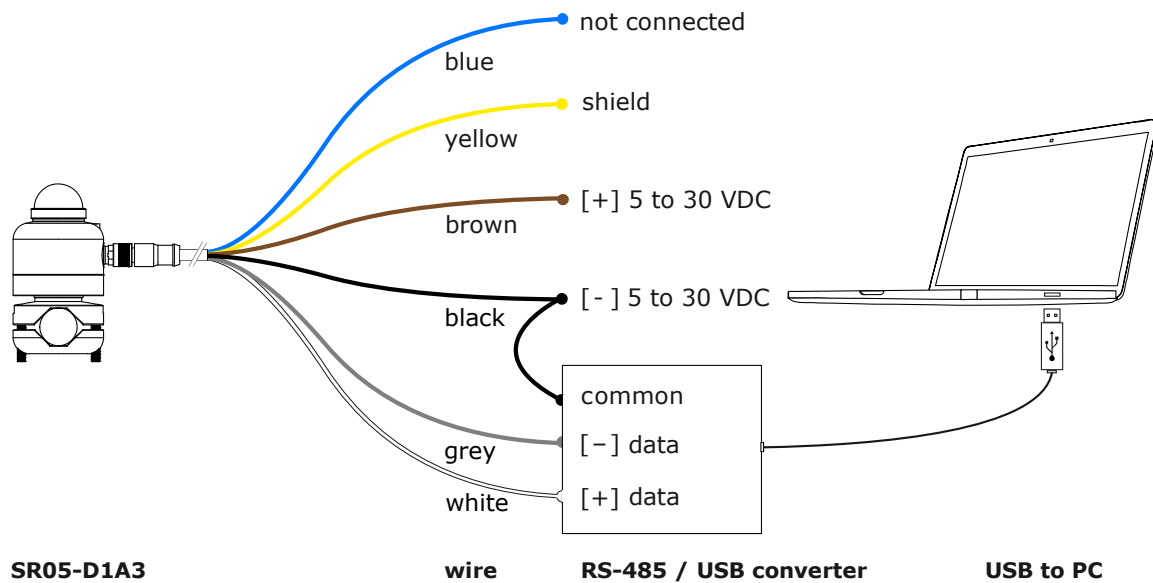 not connected
blue
shield
yellow
[+] 5 to 30 VDC
brown
[-] 5 to 30 VDC
black
common
[−] data
grey
[+] data
white
SR05-D1A3 wire RS-485 / USB converter USB to PC